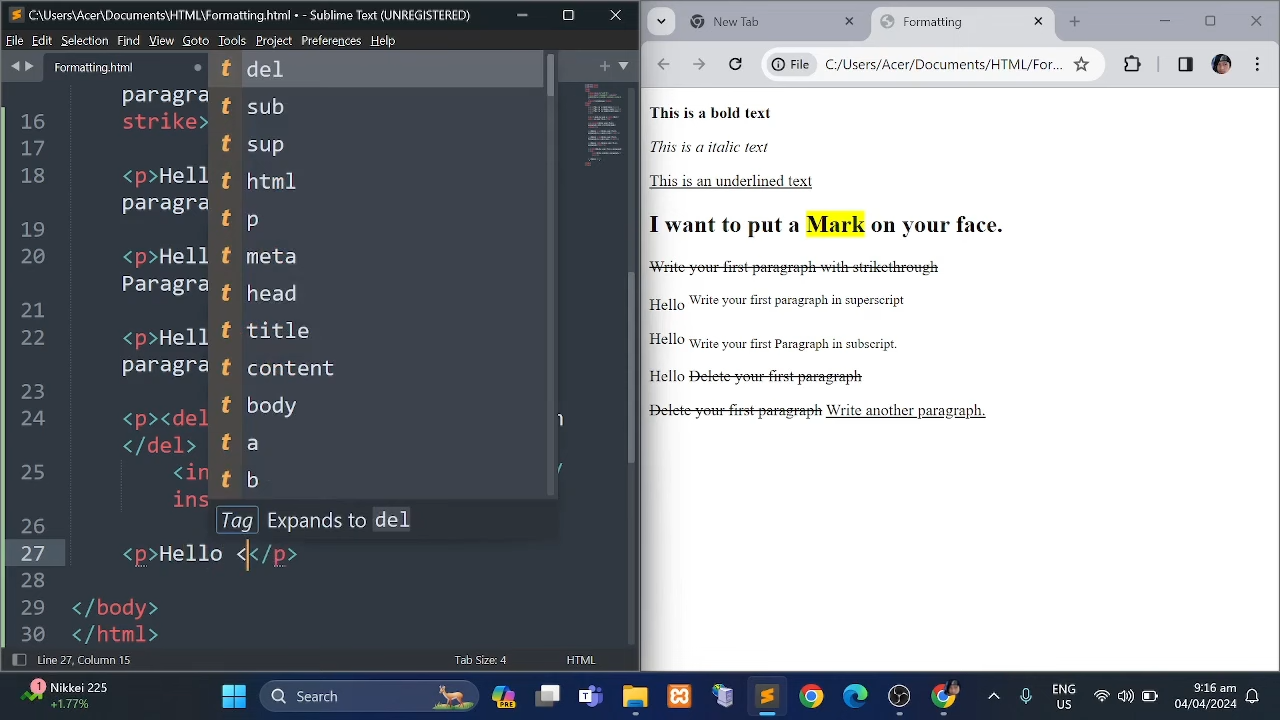 C:\Users\Acer\Documents\HTML\Formatting.html • - Sublime Text (UNREGISTERED)
File Edit Selection Find View Goto Tools Project Preferences Help
Formatting.html
paragra
16 strike>
17
18 <p>Hell
paragra
19
20 <p>Hell
Paragra
21
22 <p>Hell
paragra
23
24 <p><del
</del>
25 <in
ins
26
27 <p>Hello <</p>
28
29 </body>
30 </html>
t del
t sub
t sup
t html
t p
t meta
t head
t title
t content
t body
t a
t b
Tag Expands to del
Line 27, Column 15 Tab Size: 4 HTML
New Tab Formatting
File C:/Users/Acer/Documents/HTML/For...
This is a bold text
This is a italic text
This is an underlined text
I want to put a Mark on your face.
Write your first paragraph with strikethrough
Hello Write your first paragraph in superscript
Hello Write your first Paragraph in subscript.
Hello Delete your first paragraph
Delete your first paragraph Write another paragraph.
1 Nikkei 225
+1.77%
Search
PRE
ENG
US
9:16 am
04/04/2024